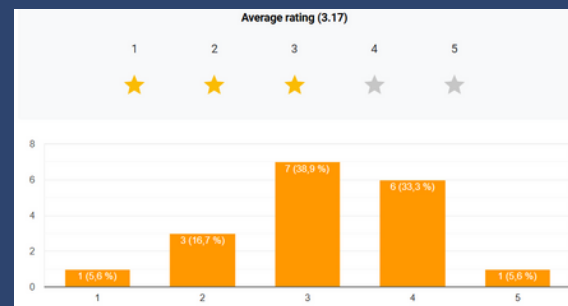 Average rating (3.17)
1 2 3 4 5
8
7 (38,9 %)
6 6 (33,3 %)
4
3 (16,7 %)
2
1 (5,6 %) 1 (5,6 %)
0
1 2 3 4 5